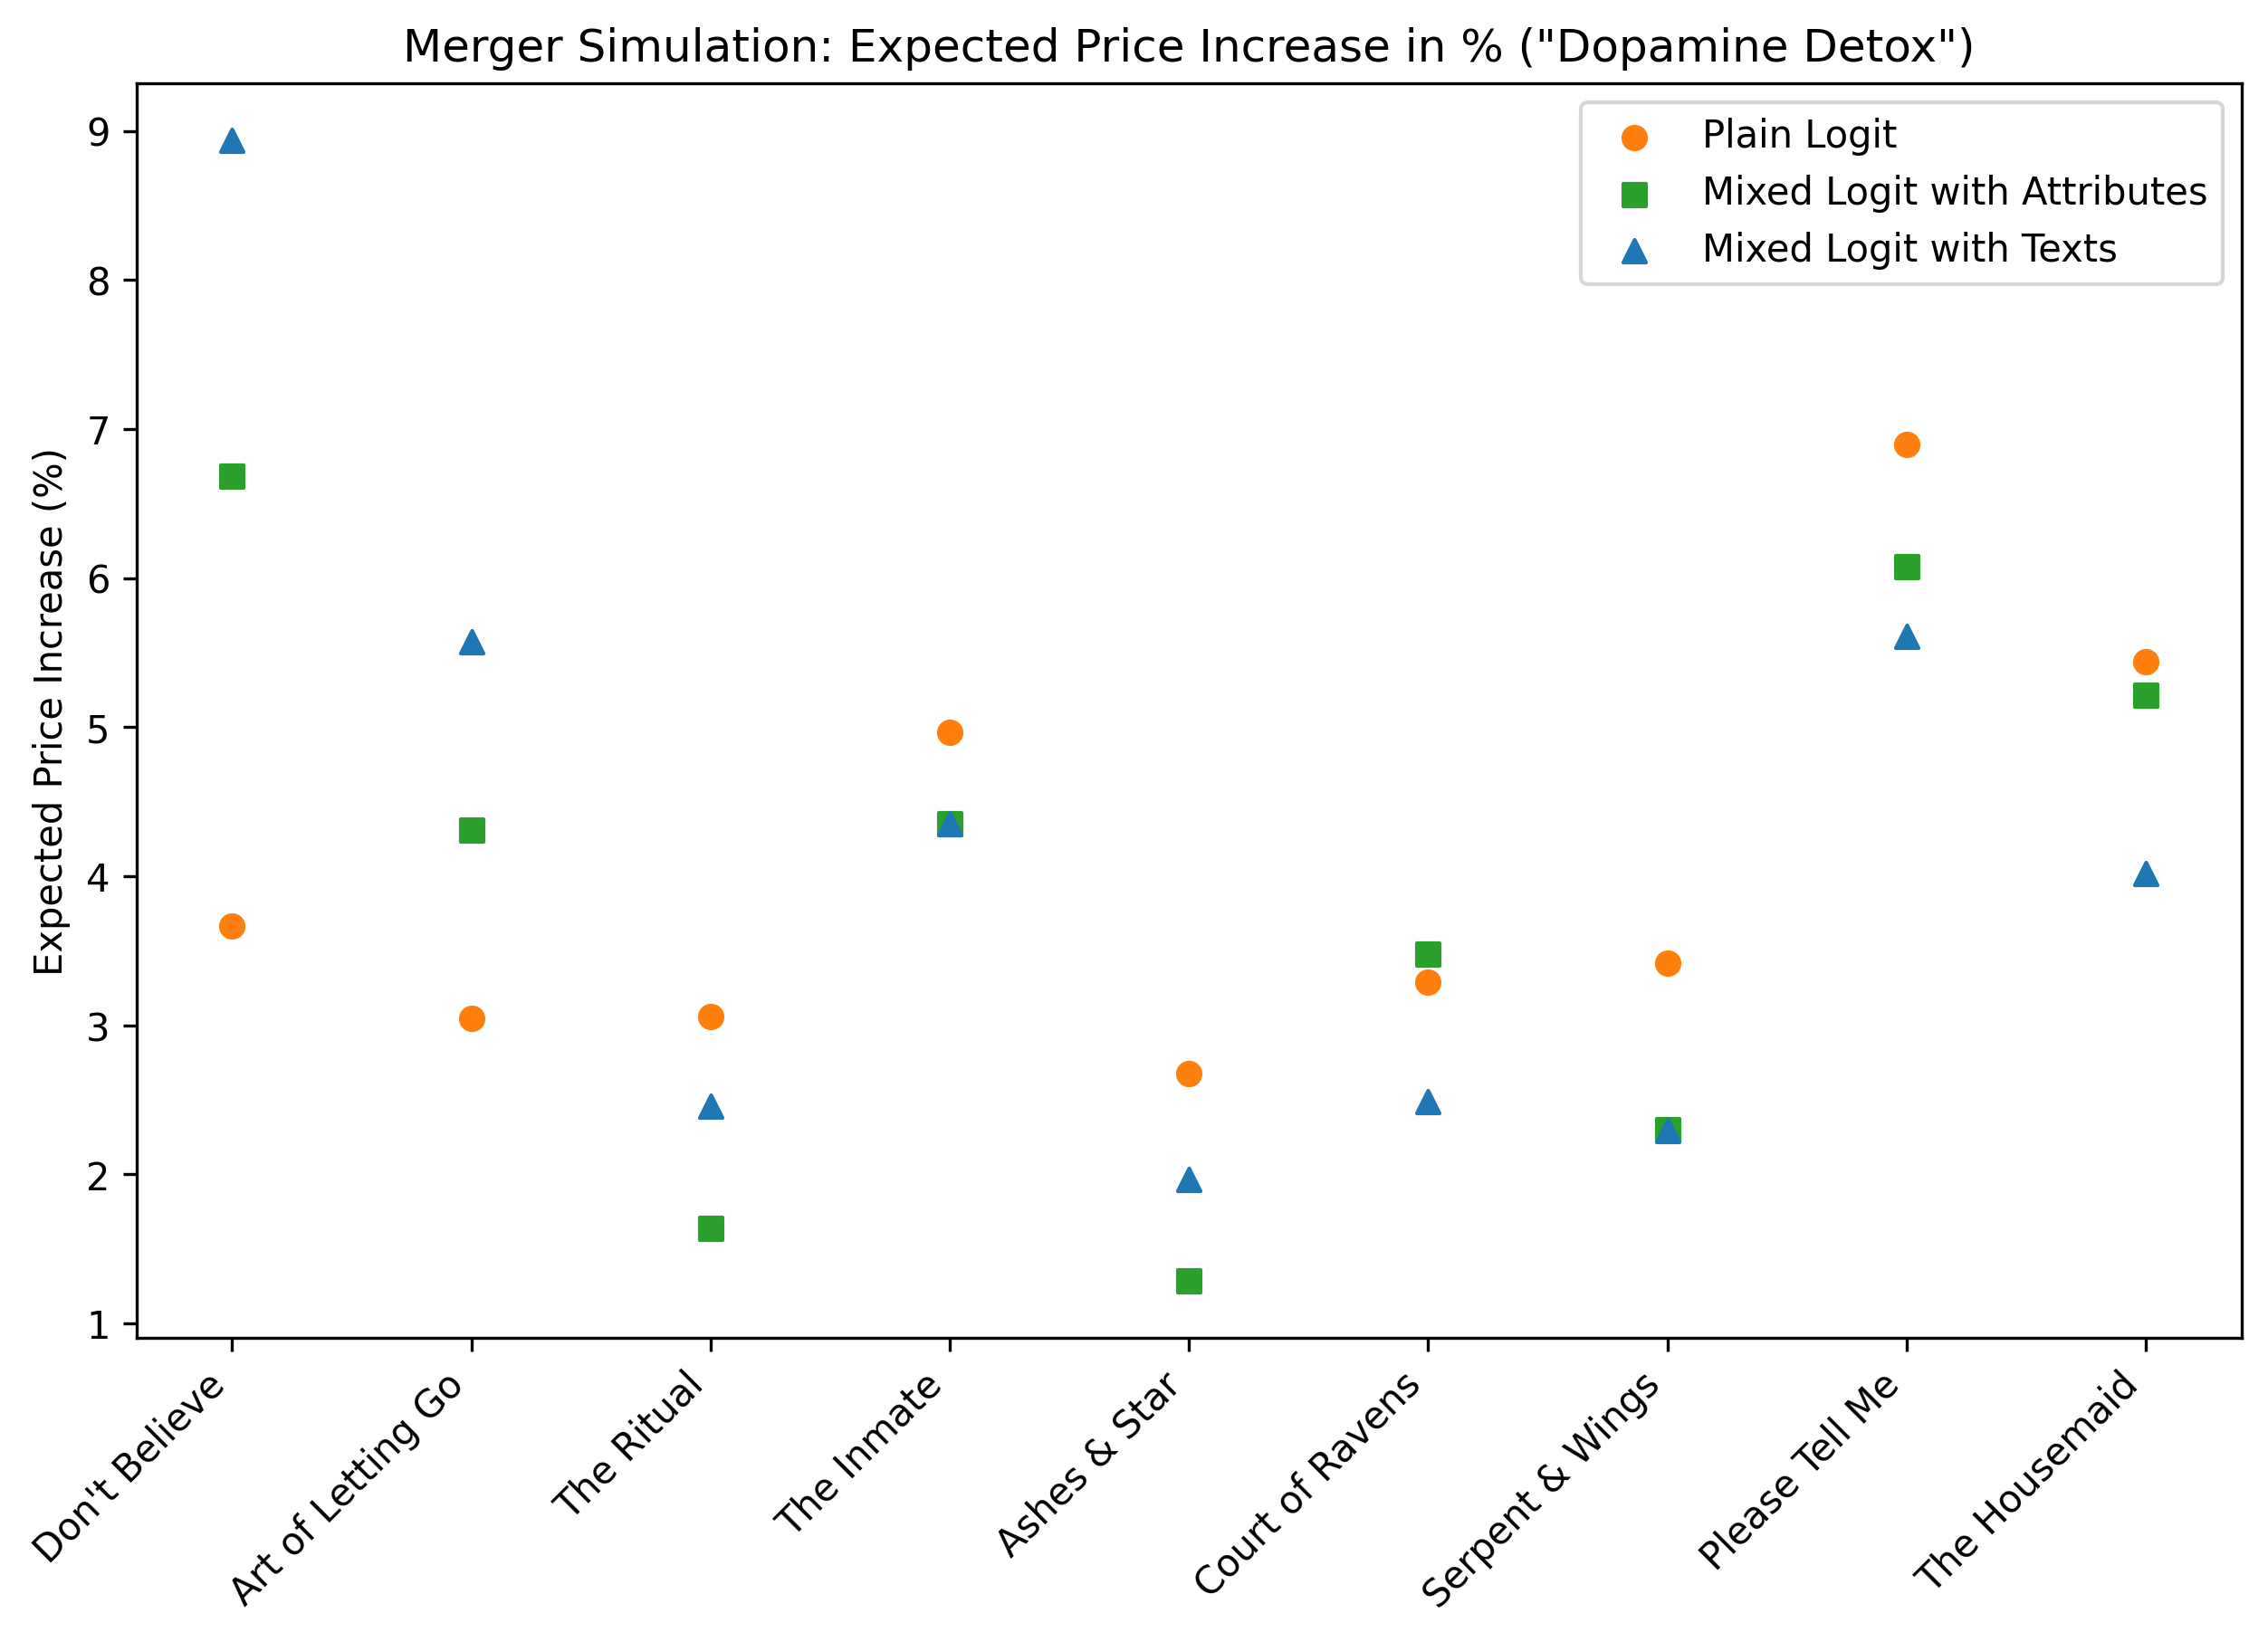 Merger Simulation: Expected Price Increase in % ("Dopamine Detox")
Plain Logit
Mixed Logit with Attributes
Mixed Logit with Texts
Expected Price Increase (%)
9
8
7
6
5
4
3
2
1
Don't Believe
Art of Letting Go
The Ritual
The Inmate
Ashes & Star
Court of Ravens
Serpent & Wings
Please Tell Me
The Housemaid